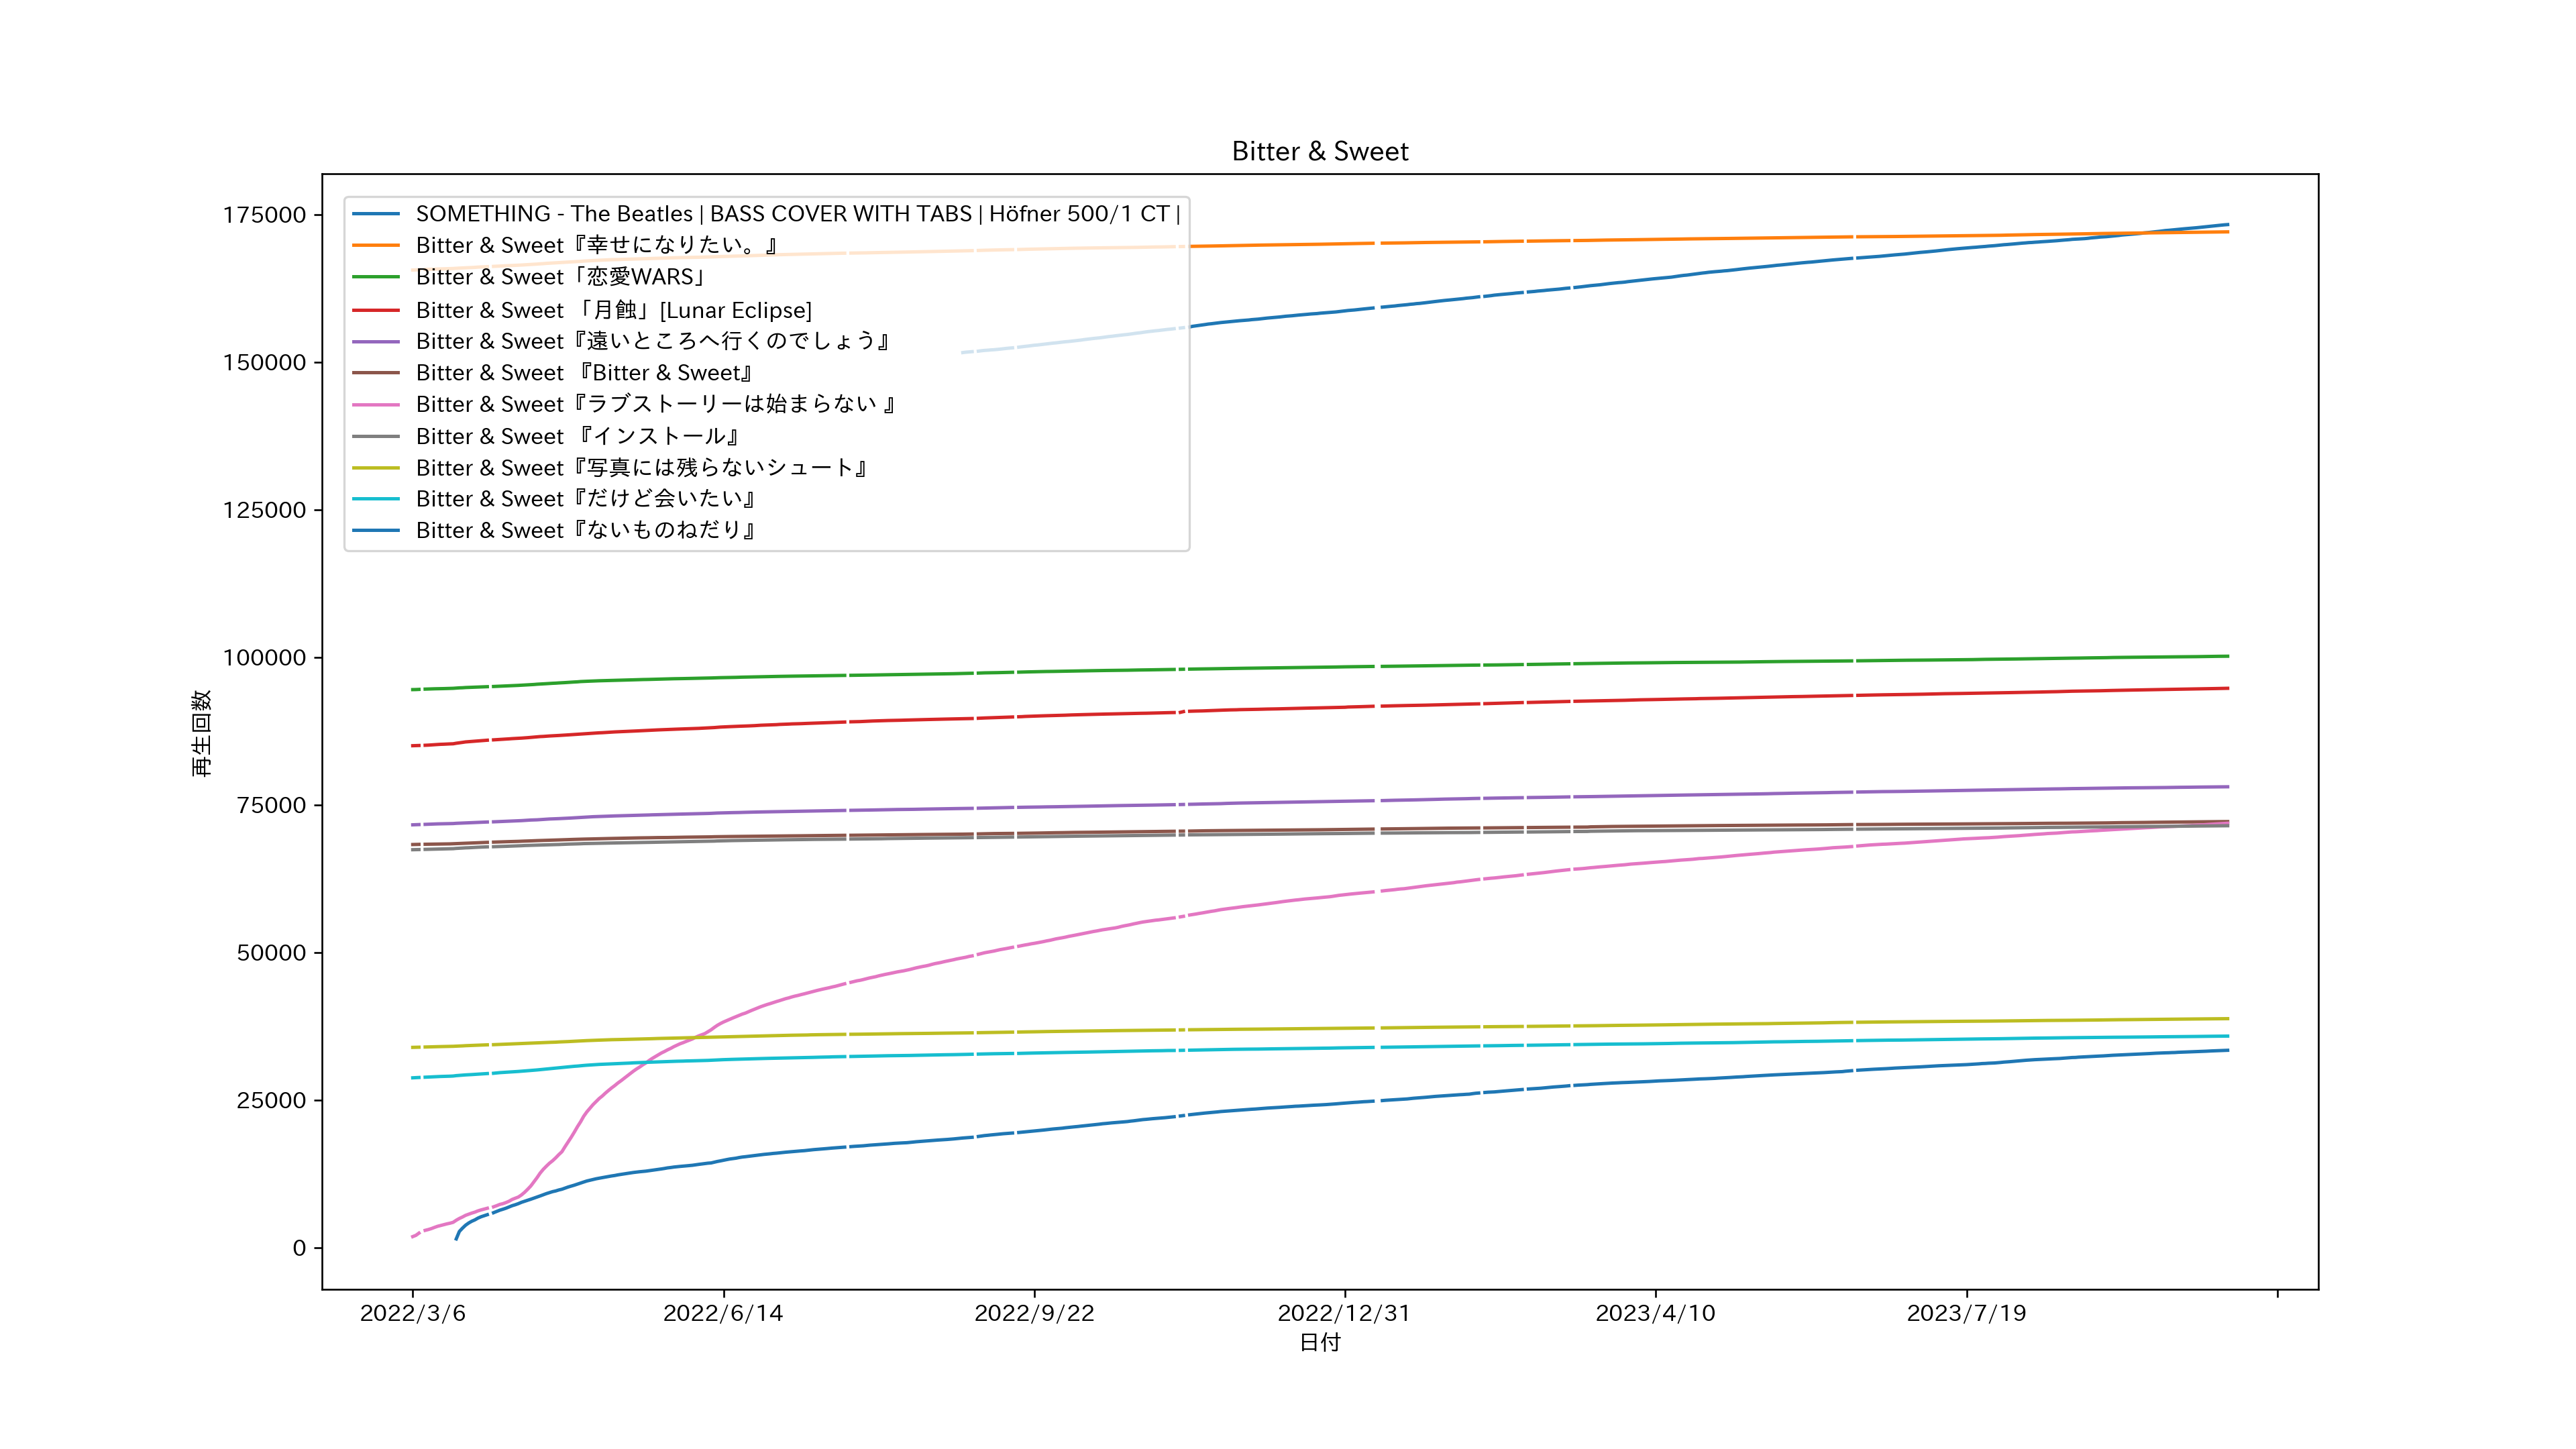 Bitter & Sweet
175000
150000
125000
100000
75000
50000
25000
0
再生回数
SOMETHING - The Beatles | BASS COVER WITH TABS | Höfner 500/1 CT |
Bitter & Sweet『幸せになりたい。』
Bitter & Sweet「恋愛WARS」
Bitter & Sweet 「月蝕」[Lunar Eclipse]
Bitter & Sweet『遠いところへ行くのでしょう』
Bitter & Sweet 『Bitter & Sweet』
Bitter & Sweet『ラブストーリーは始まらない 』
Bitter & Sweet 『インストール』
Bitter & Sweet『写真には残らないシュート』
Bitter & Sweet『だけど会いたい』
Bitter & Sweet『ないものねだり』
2022/3/6 2022/6/14 2022/9/22 2022/12/31 2023/4/10 2023/7/19
日付